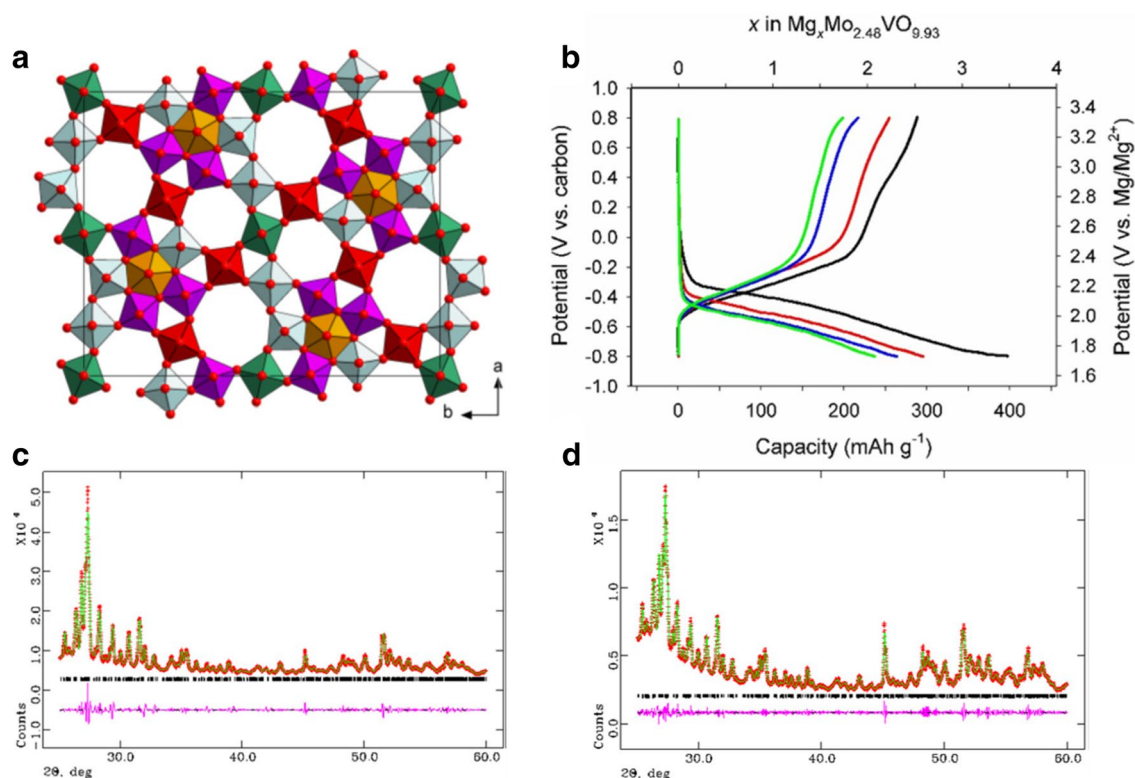 a
b
a
b
x in MgxMo2.48VO9.93
0 1 2 3 4
Potential (V vs. carbon)
1.0
0.8
0.6
0.4
0.2
0.0
-0.2
-0.4
-0.6
-0.8
-1.0
3.4
3.2
3.0
2.8
2.6
2.4
2.2
2.0
1.8
1.6
Potential (V vs. Mg/Mg2+)
0 100 200 300 400
Capacity (mAh g-1)
c
X10 4
5.0
4.0
3.0
2.0
1.0
0.0
-1.0
Counts
30.0 40.0 50.0 60.0
2Θ, deg
d
X10 4
1.5
1.0
0.5
0.0
Counts
30.0 40.0 50.0 60.0
2Θ, deg